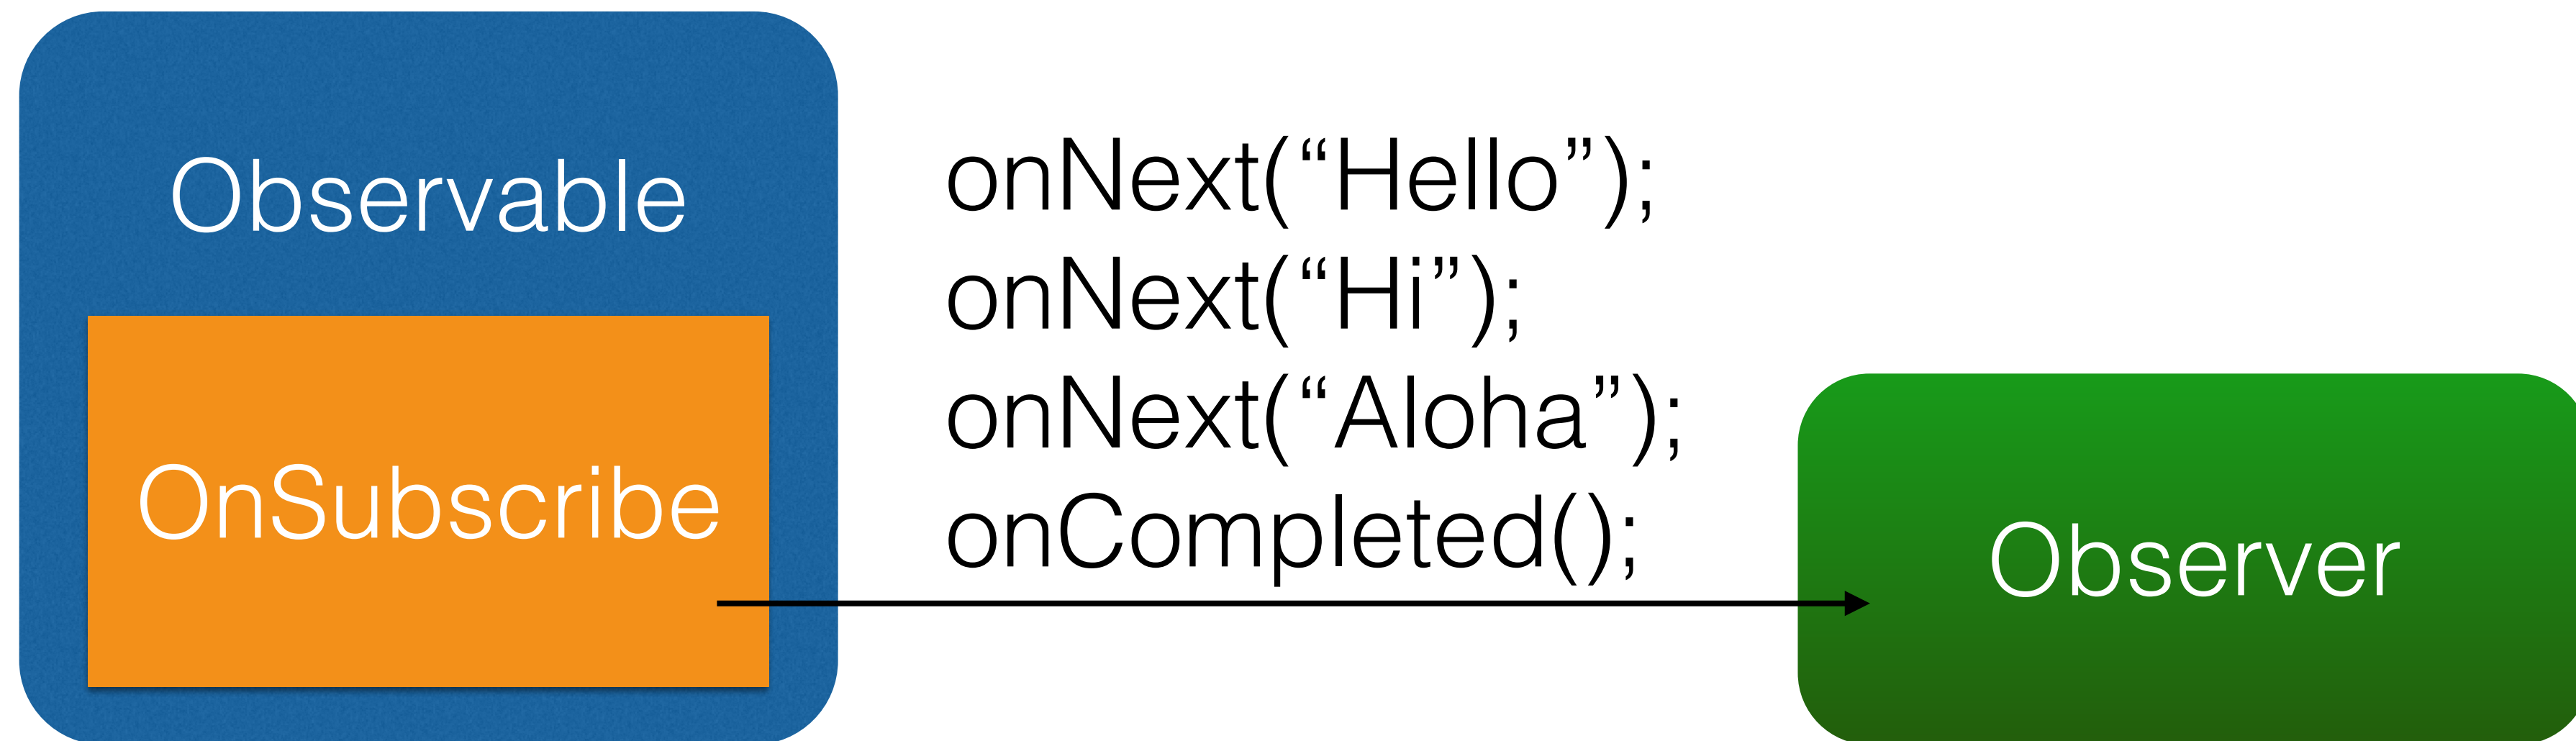 Observable
OnSubscribe
onNext(“Hello”);
onNext(“Hi”);
onNext(“Aloha”);
onCompleted();
Observer